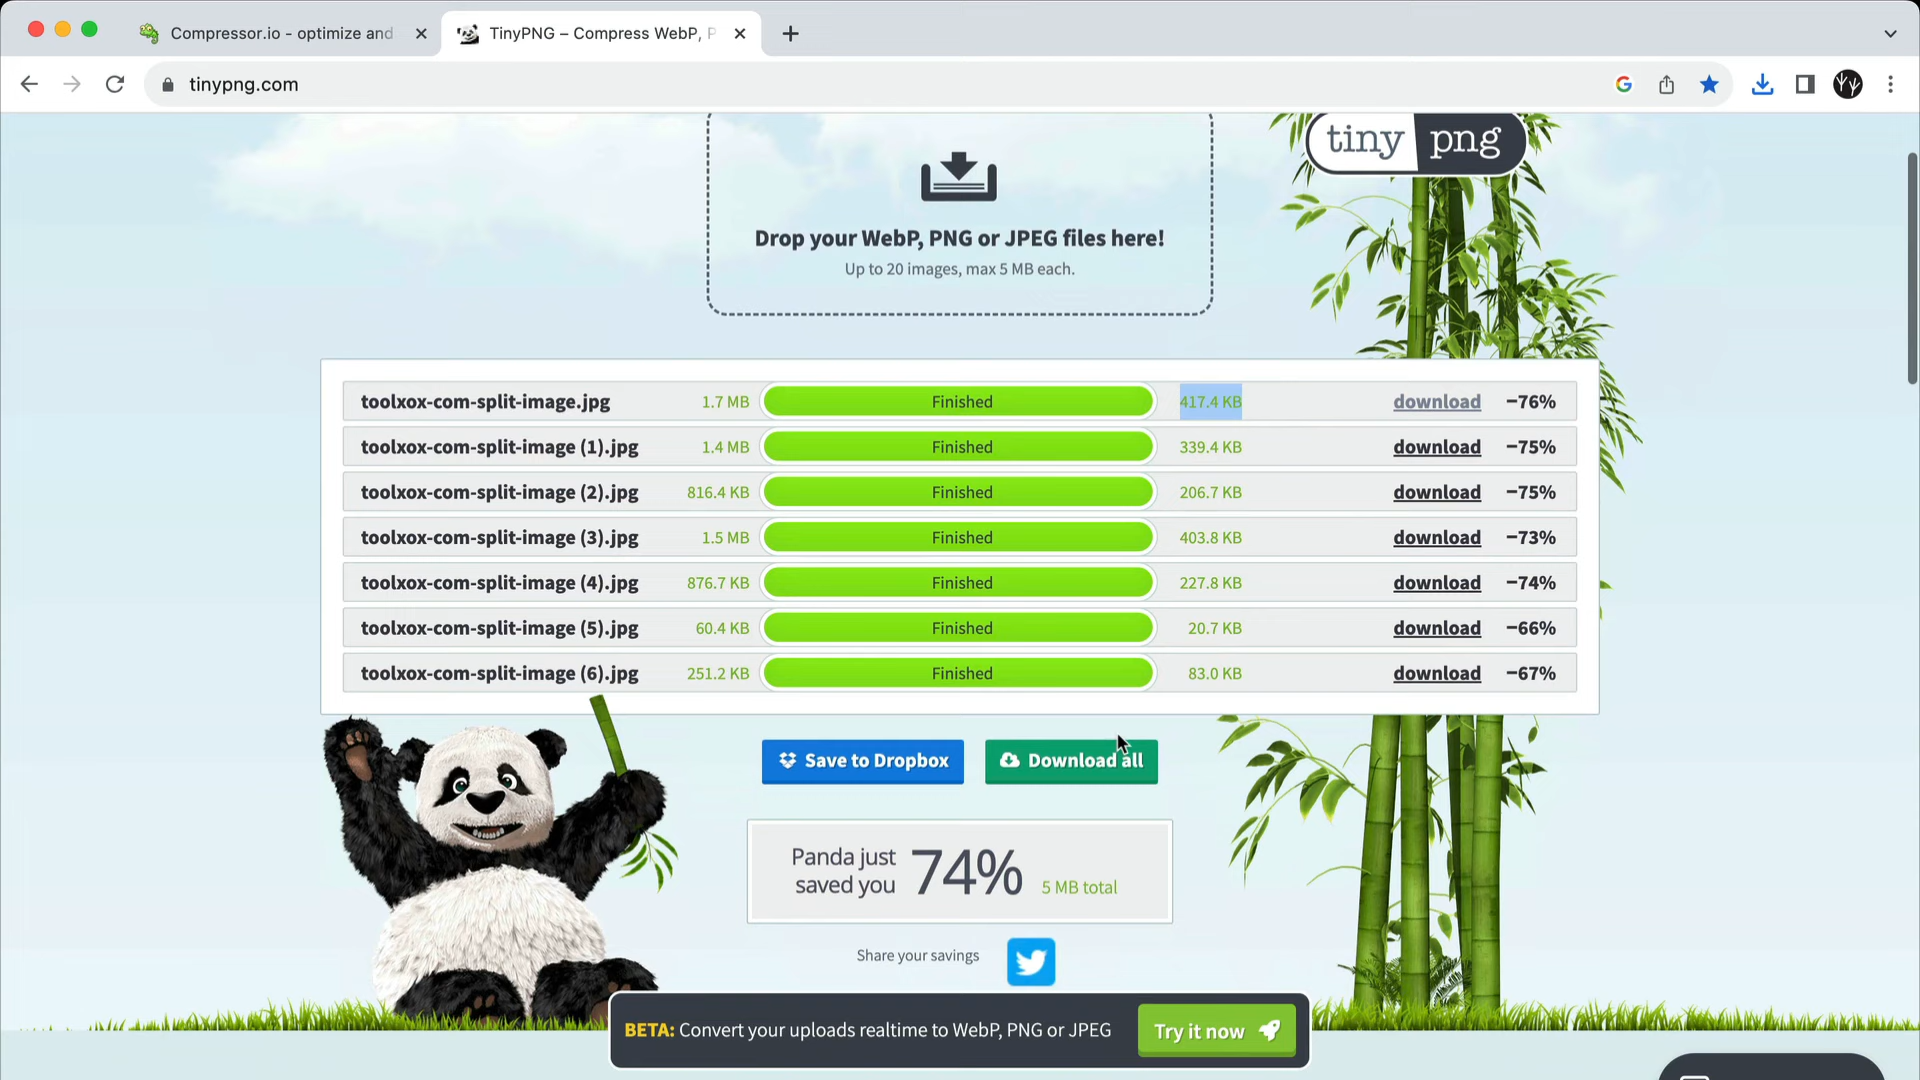 Compressor.io - optimize and
TinyPNG – Compress WebP, P
tinypng.com
tiny png
Drop your WebP, PNG or JPEG files here!
Up to 20 images, max 5 MB each.
toolxox-com-split-image.jpg 1.7 MB Finished 417.4 KB download −76%
toolxox-com-split-image (1).jpg 1.4 MB Finished 339.4 KB download −75%
toolxox-com-split-image (2).jpg 816.4 KB Finished 206.7 KB download −75%
toolxox-com-split-image (3).jpg 1.5 MB Finished 403.8 KB download −73%
toolxox-com-split-image (4).jpg 876.7 KB Finished 227.8 KB download −74%
toolxox-com-split-image (5).jpg 60.4 KB Finished 20.7 KB download −66%
toolxox-com-split-image (6).jpg 251.2 KB Finished 83.0 KB download −67%
Save to Dropbox
Download all
Panda just
saved you
74%
5 MB total
Share your savings
BETA: Convert your uploads realtime to WebP, PNG or JPEG
Try it now